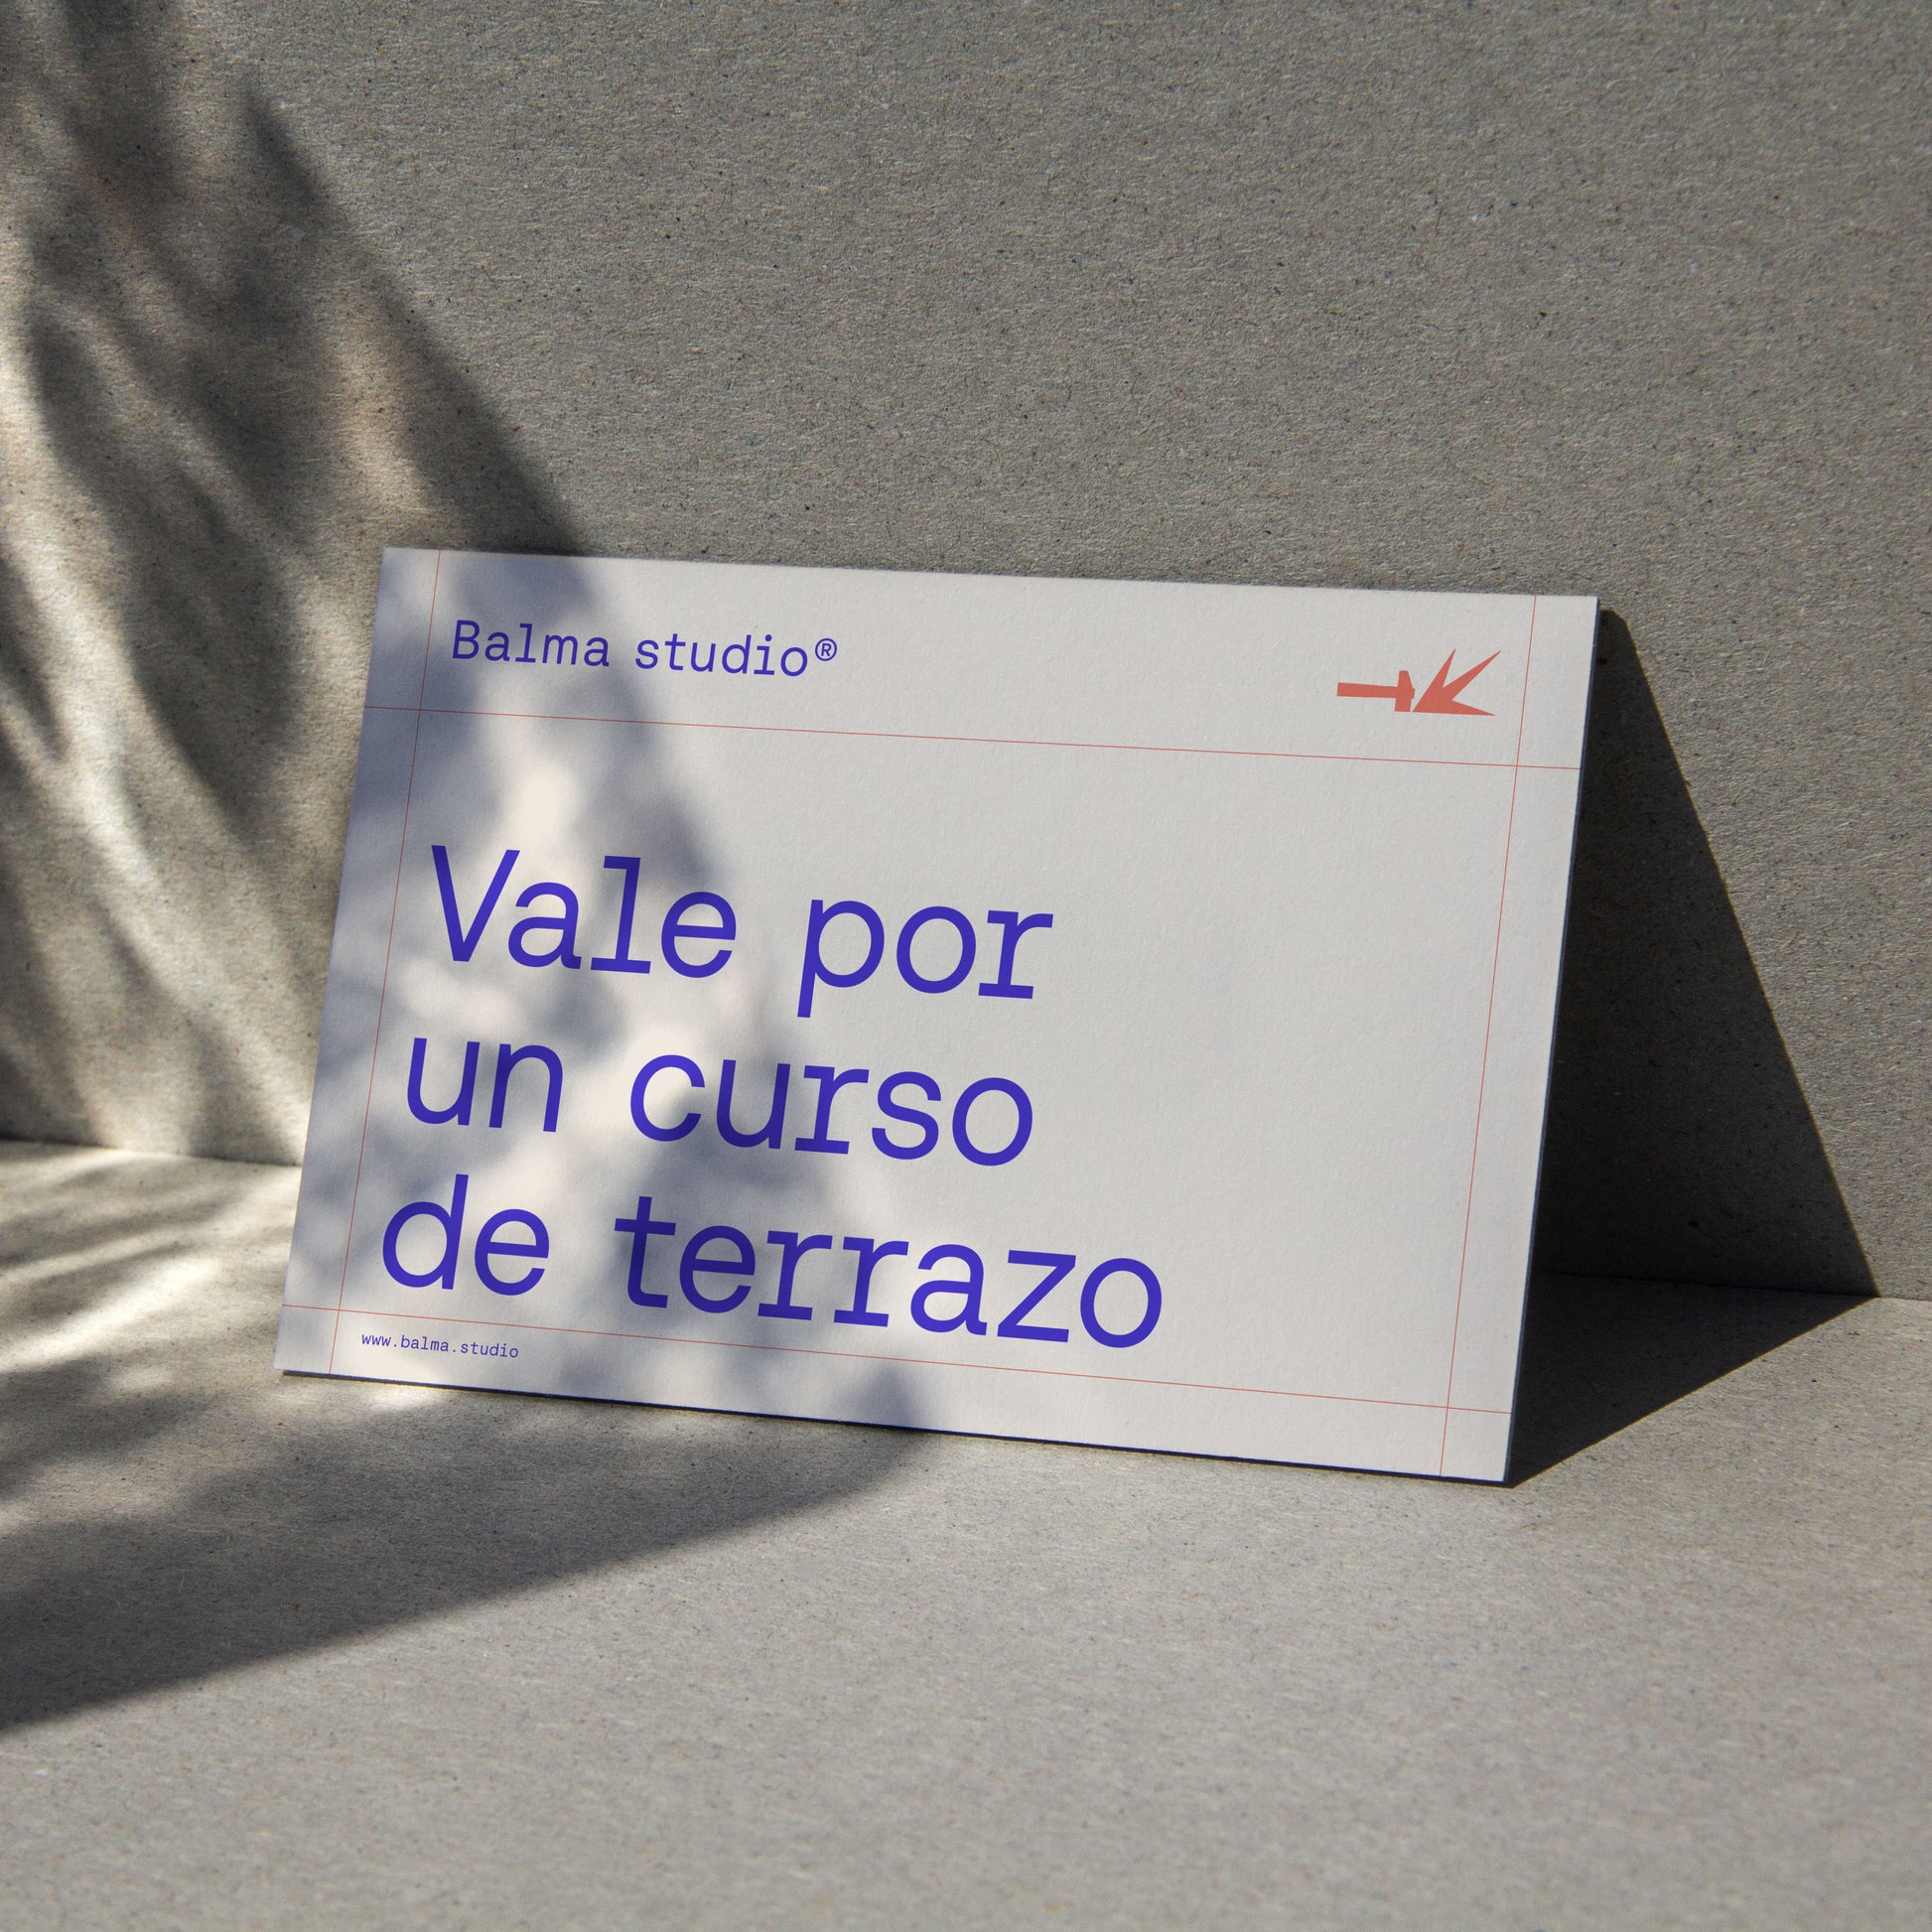 Balma studio®
Vale por
un curso
de terrazo
www.balma.studio